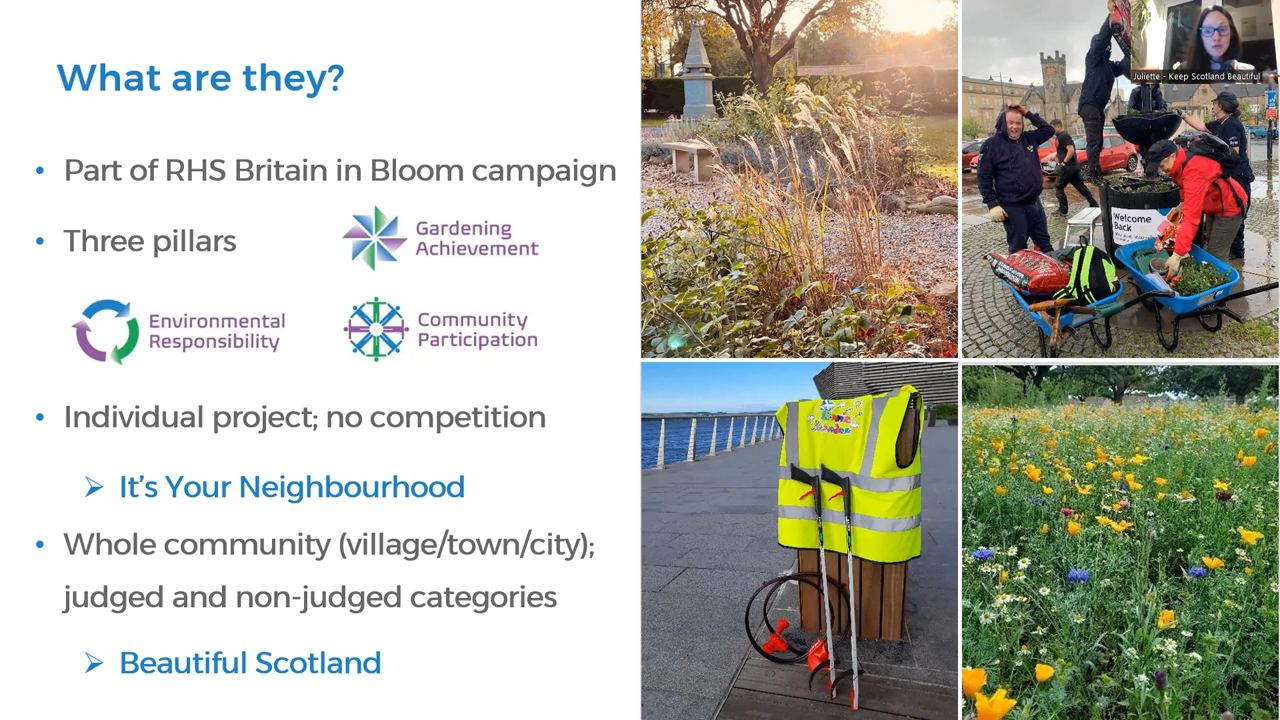 What are they?
• Part of RHS Britain in Bloom campaign
• Three pillars
Gardening
Achievement
Environmental
Responsibility
Community
Participation
• Individual project; no competition
➢ It's Your Neighbourhood
• Whole community (village/town/city);
judged and non-judged categories
➢ Beautiful Scotland
Juliette - Keep Scotland Beautiful
Welcome
Back